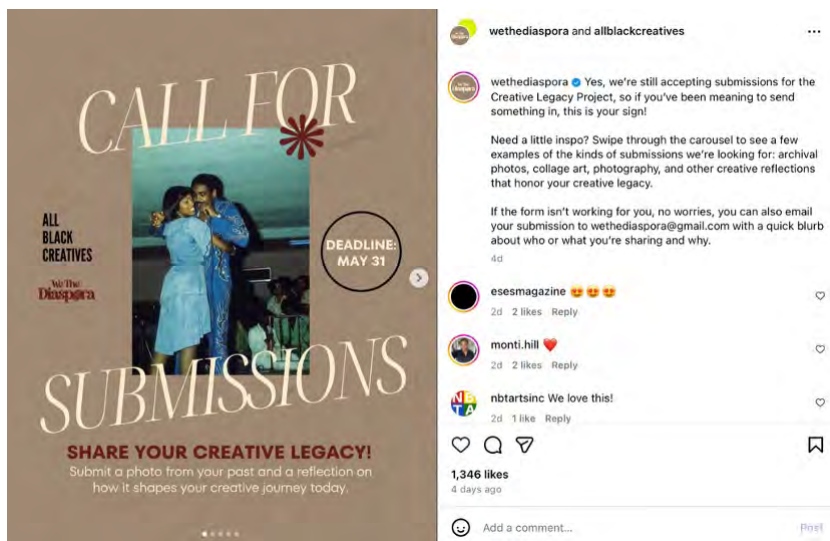 CALL FOR
ALL
BLACK
CREATIVES
We The
Diaspora
DEADLINE:
MAY 31
SUBMISSIONS
SHARE YOUR CREATIVE LEGACY!
Submit a photo from your past and a reflection on
how it shapes your creative journey today.
wethediaspora and allblackcreatives
wethediaspora Yes, we're still accepting submissions for the
Creative Legacy Project, so if you've been meaning to send
something in, this is your sign!
Need a little inspo? Swipe through the carousel to see a few
examples of the kinds of submissions we're looking for: archival
photos, collage art, photography, and other creative reflections
that honor your creative legacy.
If the form isn't working for you, no worries, you can also email
your submission to wethediaspora@gmail.com with a quick blurb
about who or what you're sharing and why.
4d
esesmagazine 😍 😍 😍
2d 2 likes Reply
monti.hill ❤️
2d 2 likes Reply
NB
TA
nbtartsinc We love this!
2d 1 like Reply
1,346 likes
4 days ago
Add a comment...
Post